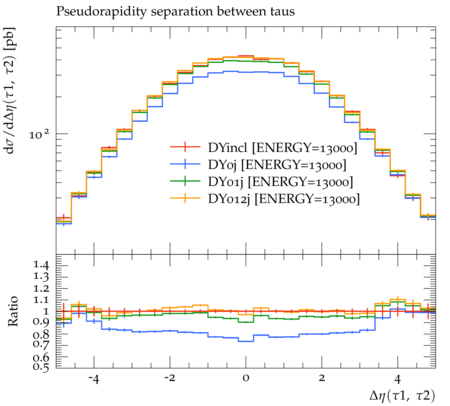 Pseudorapidity separation between taus
dσ/dΔη(τ1, τ2) [pb]
10²
DYincl [ENERGY=13000]
DY0j [ENERGY=13000]
DY01j [ENERGY=13000]
DY012j [ENERGY=13000]
Ratio
1.4
1.3
1.2
1.1
1
0.9
0.8
0.7
0.6
0.5
-4 -2 0 2 4
Δη(τ1, τ2)